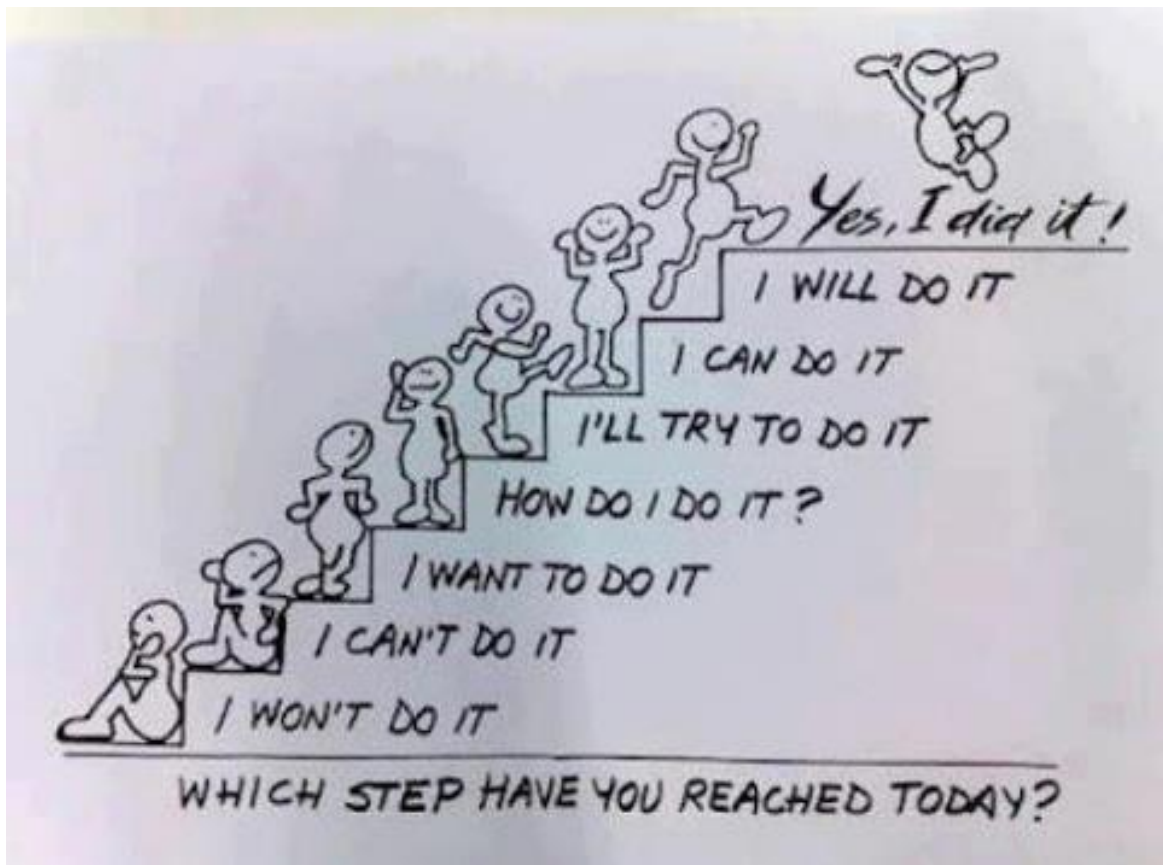 Yes, I did it!
I WILL DO IT
I CAN DO IT
I'LL TRY TO DO IT
HOW DO I DO IT?
I WANT TO DO IT
I CAN'T DO IT
I WON'T DO IT
WHICH STEP HAVE YOU REACHED TODAY?